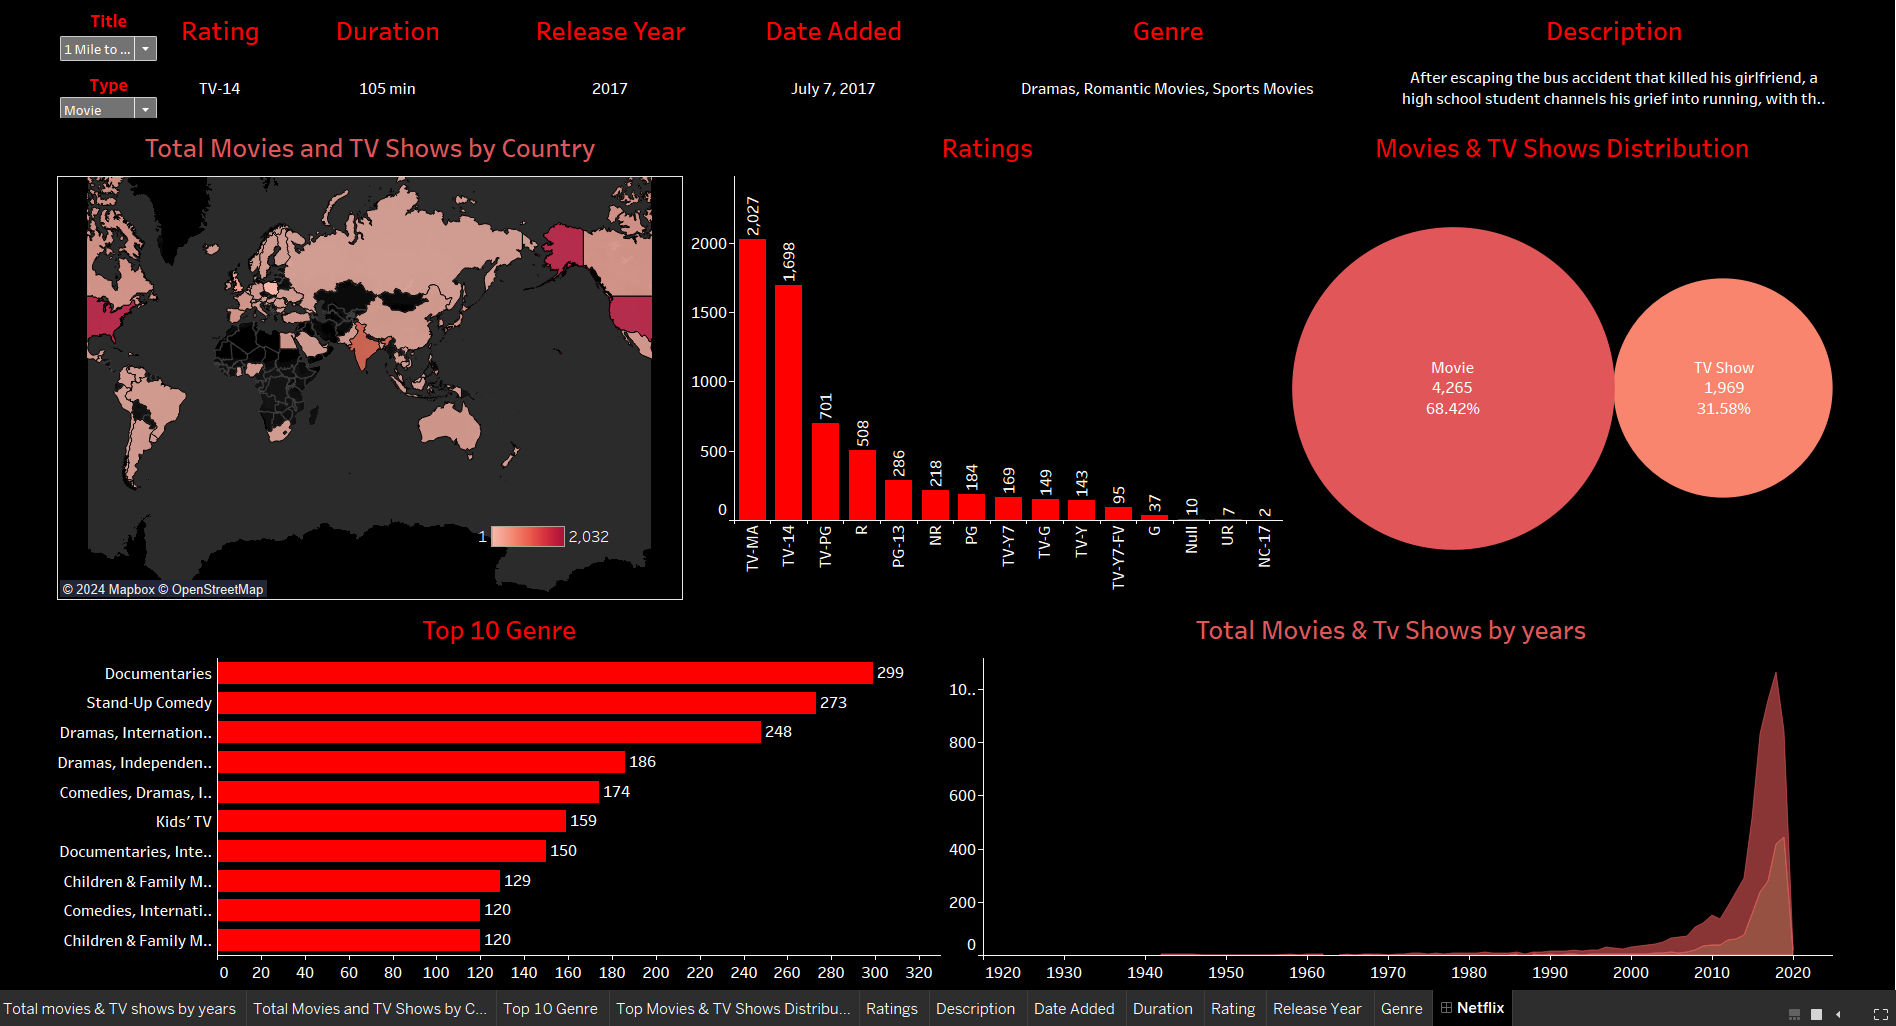 Title
1 Mile to ...
Type
Movie
Rating
TV-14
Duration
105 min
Release Year
2017
Date Added
July 7, 2017
Genre
Dramas, Romantic Movies, Sports Movies
Description
After escaping the bus accident that killed his girlfriend, a
high school student channels his grief into running, with th..
Total Movies and TV Shows by Country
1
2,032
© 2024 Mapbox © OpenStreetMap
Ratings
2000
1500
1000
500
0
2,027
1,698
701
508
286
218
184
169
149
143
95
37
10
7
2
TV-MA
TV-14
TV-PG
R
PG-13
NR
PG
TV-Y7
TV-G
TV-Y
TV-Y7-FV
G
Null
UR
NC-17
Movies & TV Shows Distribution
Movie
4,265
68.42%
TV Show
1,969
31.58%
Top 10 Genre
Documentaries 299
Stand-Up Comedy 273
Dramas, Internation.. 248
Dramas, Independen.. 186
Comedies, Dramas, I.. 174
Kids’ TV 159
Documentaries, Inte.. 150
Children & Family M.. 129
Comedies, Internati.. 120
Children & Family M.. 120
0 20 40 60 80 100 120 140 160 180 200 220 240 260 280 300 320
Total Movies & Tv Shows by years
10..
800
600
400
200
0
1920 1930 1940 1950 1960 1970 1980 1990 2000 2010 2020
Total movies & TV shows by years Total Movies and TV Shows by C... Top 10 Genre Top Movies & TV Shows Distribu... Ratings Description Date Added Duration Rating Release Year Genre Netflix